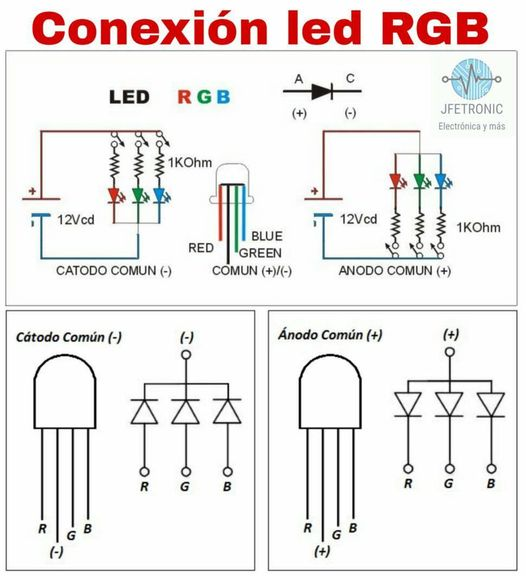 Conexión led RGB
JFETRONIC
Electrónica y más
LED RGB
A C
(+) (-)
1KOhm
+
12Vcd
CATODO COMUN (-)
RED
BLUE
GREEN
COMUN (+)/(-)
+
12Vcd
1KOhm
ANODO COMUN (+)
Cátodo Común (-)
(-)
R G B
R G B
(-)
Ánodo Común (+)
(+)
R G B
R G B
(+)